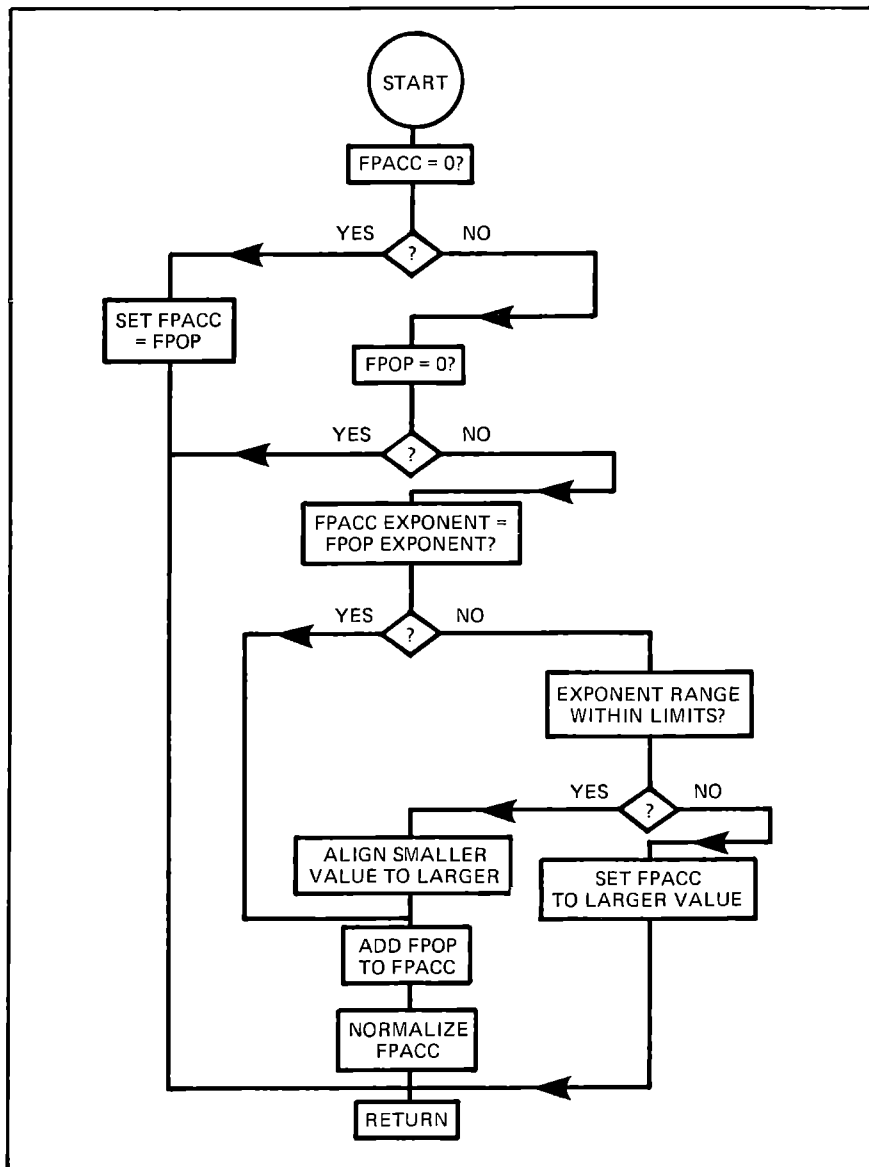 START
FPACC = 0?
YES
?
NO
SET FPACC
= FPOP
FPOP = 0?
YES
?
NO
FPACC EXPONENT =
FPOP EXPONENT?
YES
?
NO
EXPONENT RANGE
WITHIN LIMITS?
YES
?
NO
ALIGN SMALLER
VALUE TO LARGER
SET FPACC
TO LARGER VALUE
ADD FPOP
TO FPACC
NORMALIZE
FPACC
RETURN